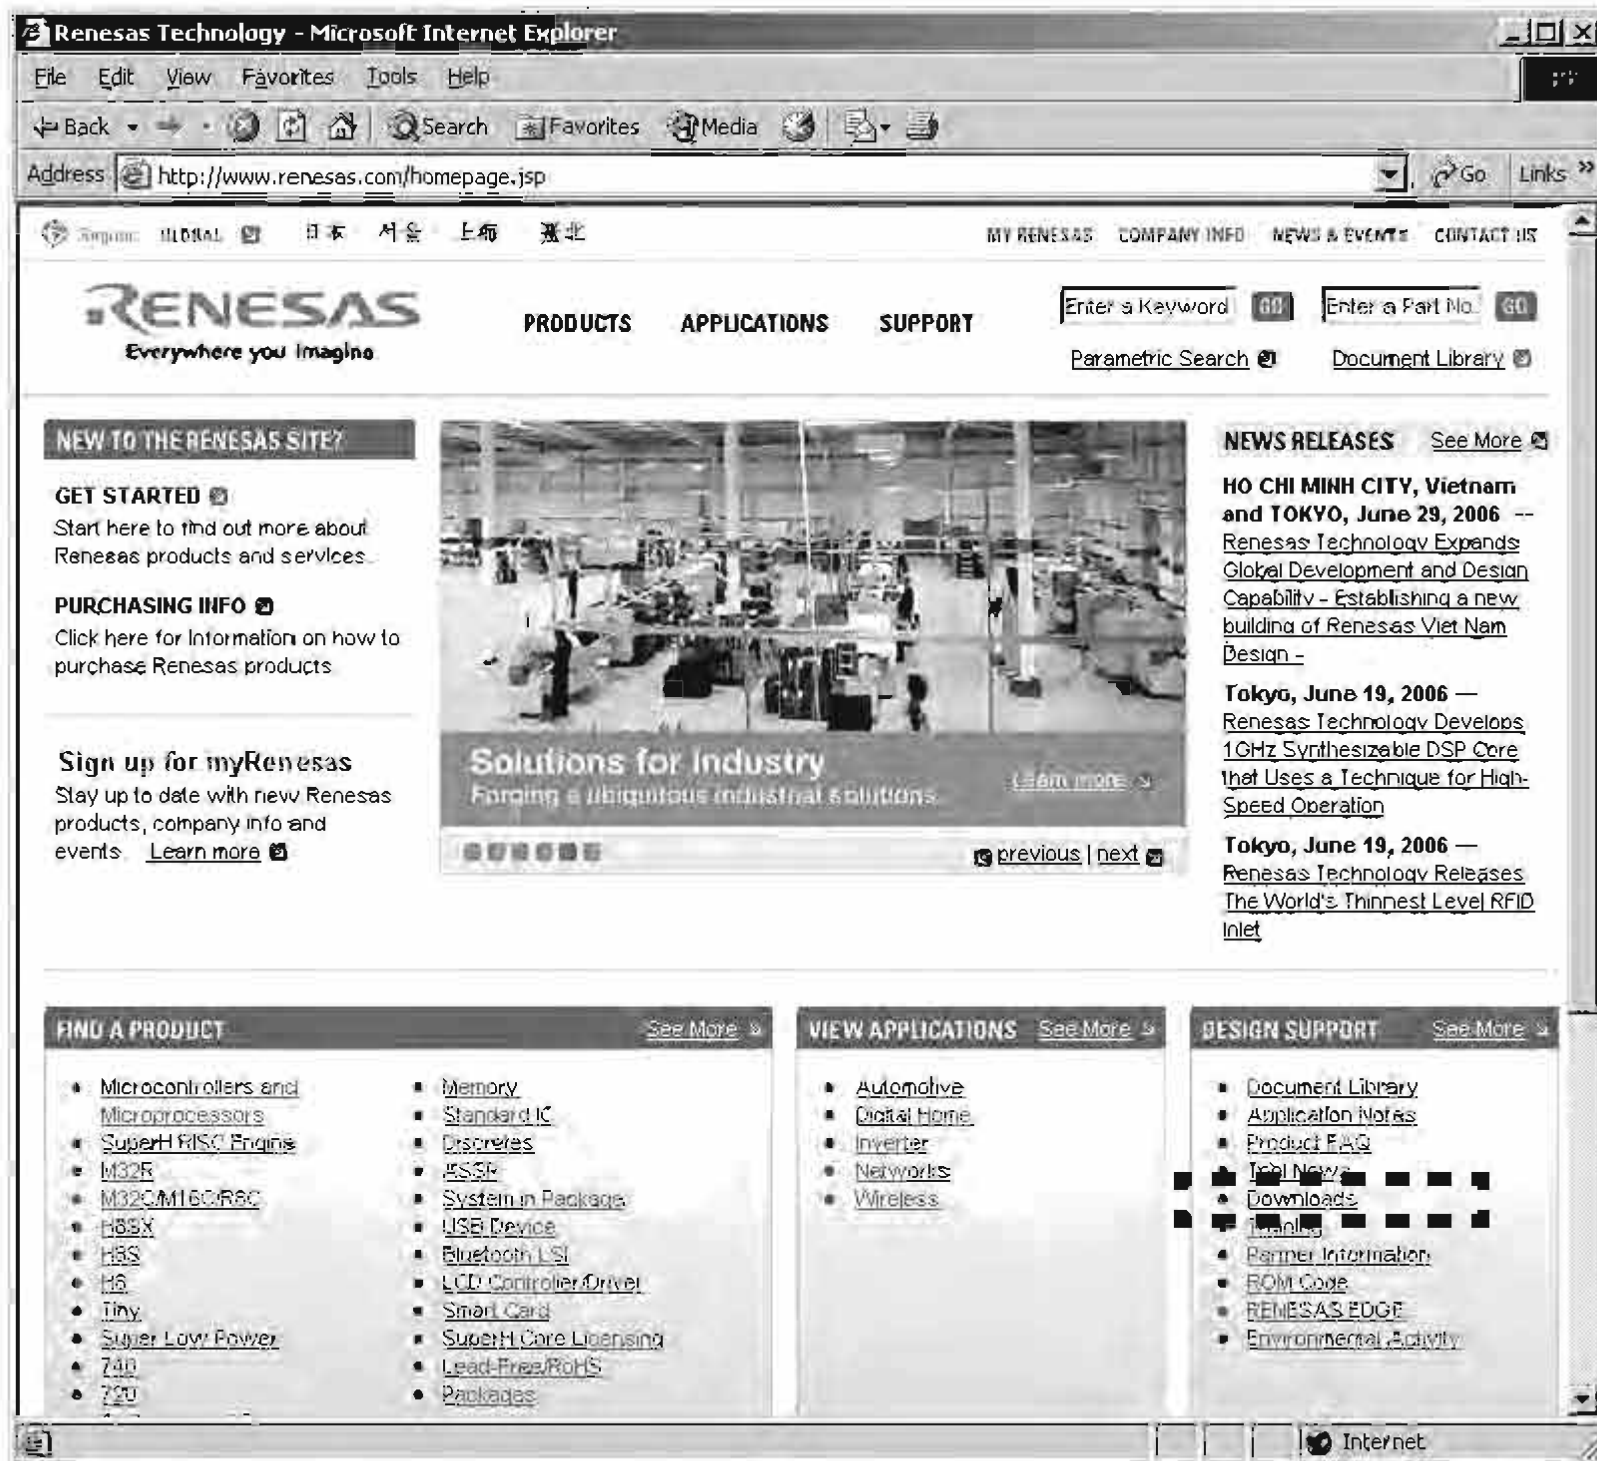 Renesas Technology - Microsoft Internet Explorer
File Edit View Favorites Tools Help
Back Search Favorites Media
Address http://www.renesas.com/homepage.jsp Go Links »
GLOBAL 日本 서울 上海 臺北 MY RENESAS COMPANY INFO NEWS & EVENTS CONTACT US
RENESAS
Everywhere you Imagine
PRODUCTS APPLICATIONS SUPPORT
Enter a Keyword GO Enter a Part No. GO
Parametric Search Document Library
NEW TO THE RENESAS SITE?
GET STARTED
Start here to find out more about
Renesas products and services.
PURCHASING INFO
Click here for Information on how to
purchase Renesas products
Sign up for myRenesas
Stay up to date with new Renesas
products, company info and
events. Learn more
Solutions for Industry
Forging a ubiquitous industrial solutions
Learn more
previous | next
NEWS RELEASES See More
HO CHI MINH CITY, Vietnam
and TOKYO, June 29, 2006 --
Renesas Technology Expands
Global Development and Design
Capability - Establishing a new
building of Renesas Viet Nam
Design -
Tokyo, June 19, 2006 —
Renesas Technology Develops
1GHz Synthesizable DSP Core
that Uses a Technique for High-
Speed Operation
Tokyo, June 19, 2006 —
Renesas Technology Releases
The World's Thinnest Level RFID
Inlet
FIND A PRODUCT See More
Microcontrollers and
Microprocessors
SuperH RISC Engine
M32R
M32C/M16C/R8C
H8SX
H8S
H8
Tiny
Super Low Power
740
720
Memory
Standard IC
Discretes
ASSP
System in Package
USB Device
Bluetooth LSI
LCD Controller/Driver
Smart Card
SuperH Core Licensing
Lead-Free/RoHS
Packages
VIEW APPLICATIONS See More
Automotive
Digital Home
Inverter
Networks
Wireless
DESIGN SUPPORT See More
Document Library
Application Notes
Product FAQ
Tool News
Downloads
Training
Partner Information
ROM Code
RENESAS EDGE
Environmental Activity
Internet